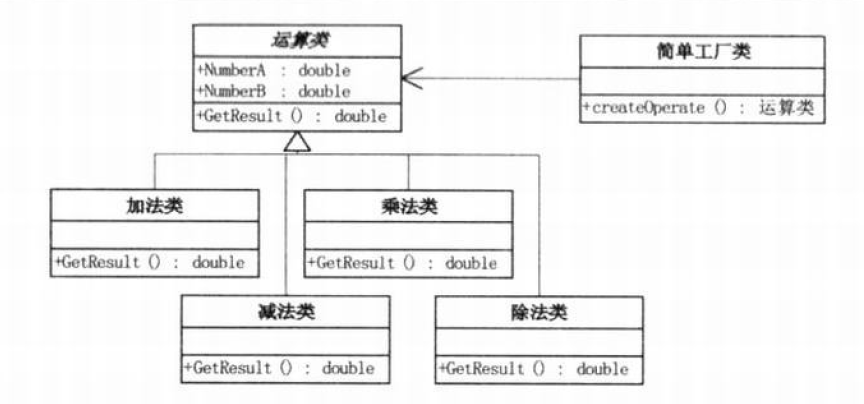 运算类
+NumberA : double
+NumberB : double
+GetResult () : double
简单工厂类
+createOperate () : 运算类
加法类
+GetResult () : double
乘法类
+GetResult () : double
减法类
+GetResult () : double
除法类
+GetResult () : double